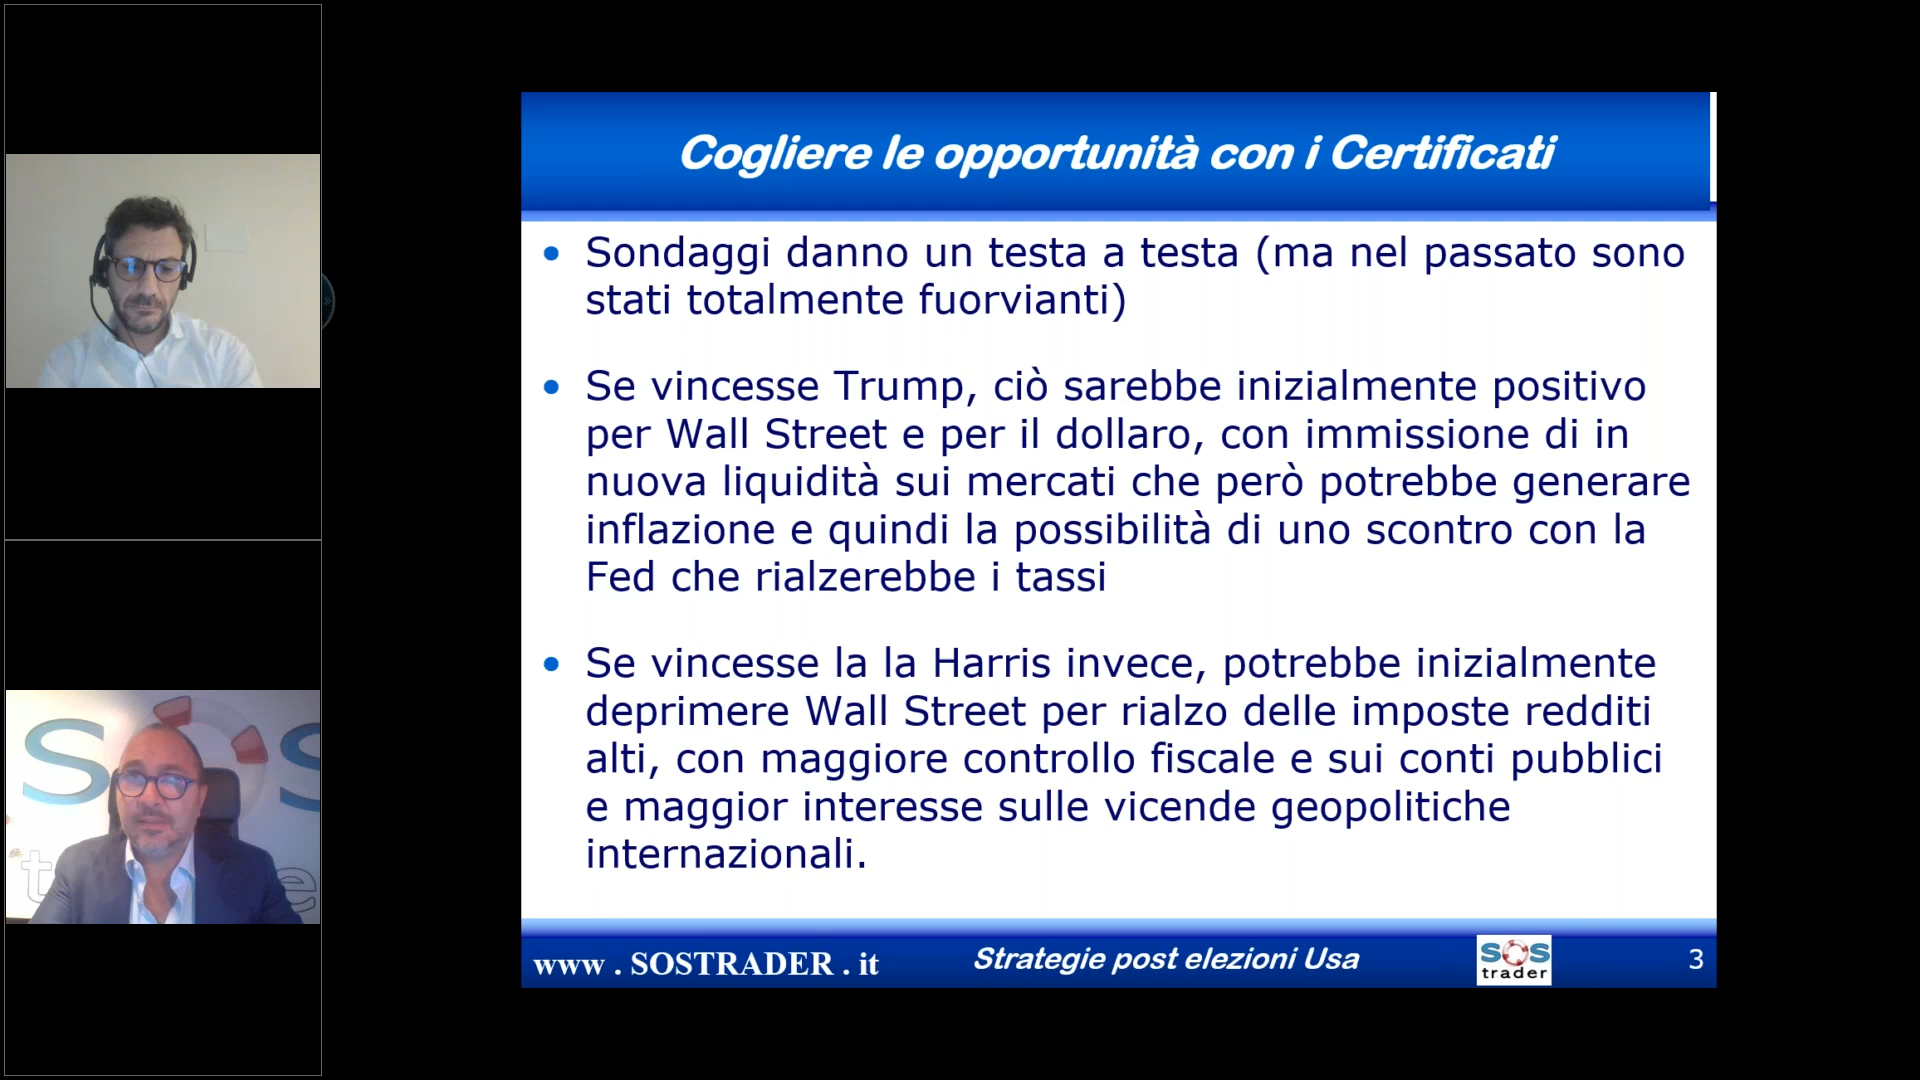 Cogliere le opportunità con i Certificati
Sondaggi danno un testa a testa (ma nel passato sono
stati totalmente fuorvianti)
Se vincesse Trump, ciò sarebbe inizialmente positivo
per Wall Street e per il dollaro, con immissione di in
nuova liquidità sui mercati che però potrebbe generare
inflazione e quindi la possibilità di uno scontro con la
Fed che rialzerebbe i tassi
Se vincesse la la Harris invece, potrebbe inizialmente
deprimere Wall Street per rialzo delle imposte redditi
alti, con maggiore controllo fiscale e sui conti pubblici
e maggior interesse sulle vicende geopolitiche
internazionali.
www . SOSTRADER . it
Strategie post elezioni Usa
SOS
trader
3